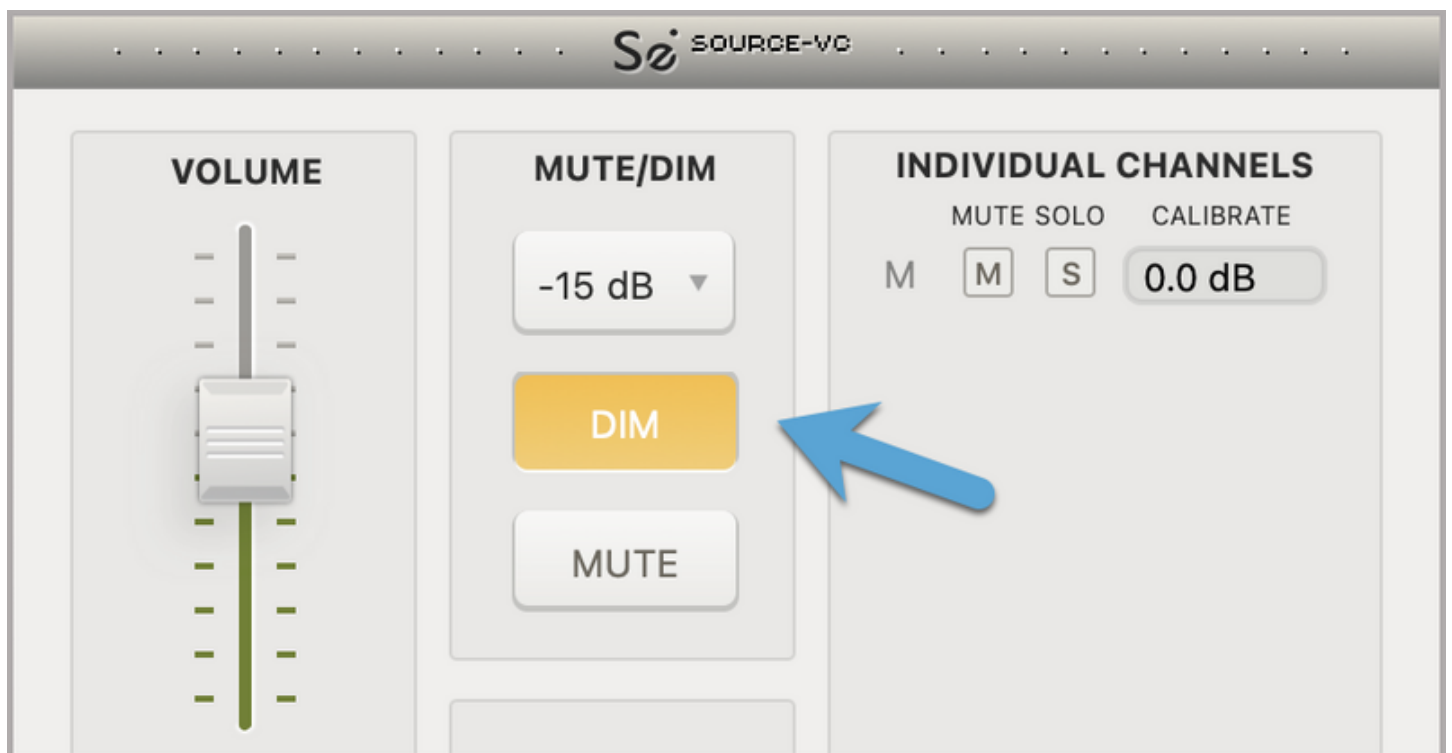 Se SOURCE-VC
VOLUME
MUTE/DIM
-15 dB ▼
DIM
MUTE
INDIVIDUAL CHANNELS
MUTE SOLO CALIBRATE
M M S 0.0 dB